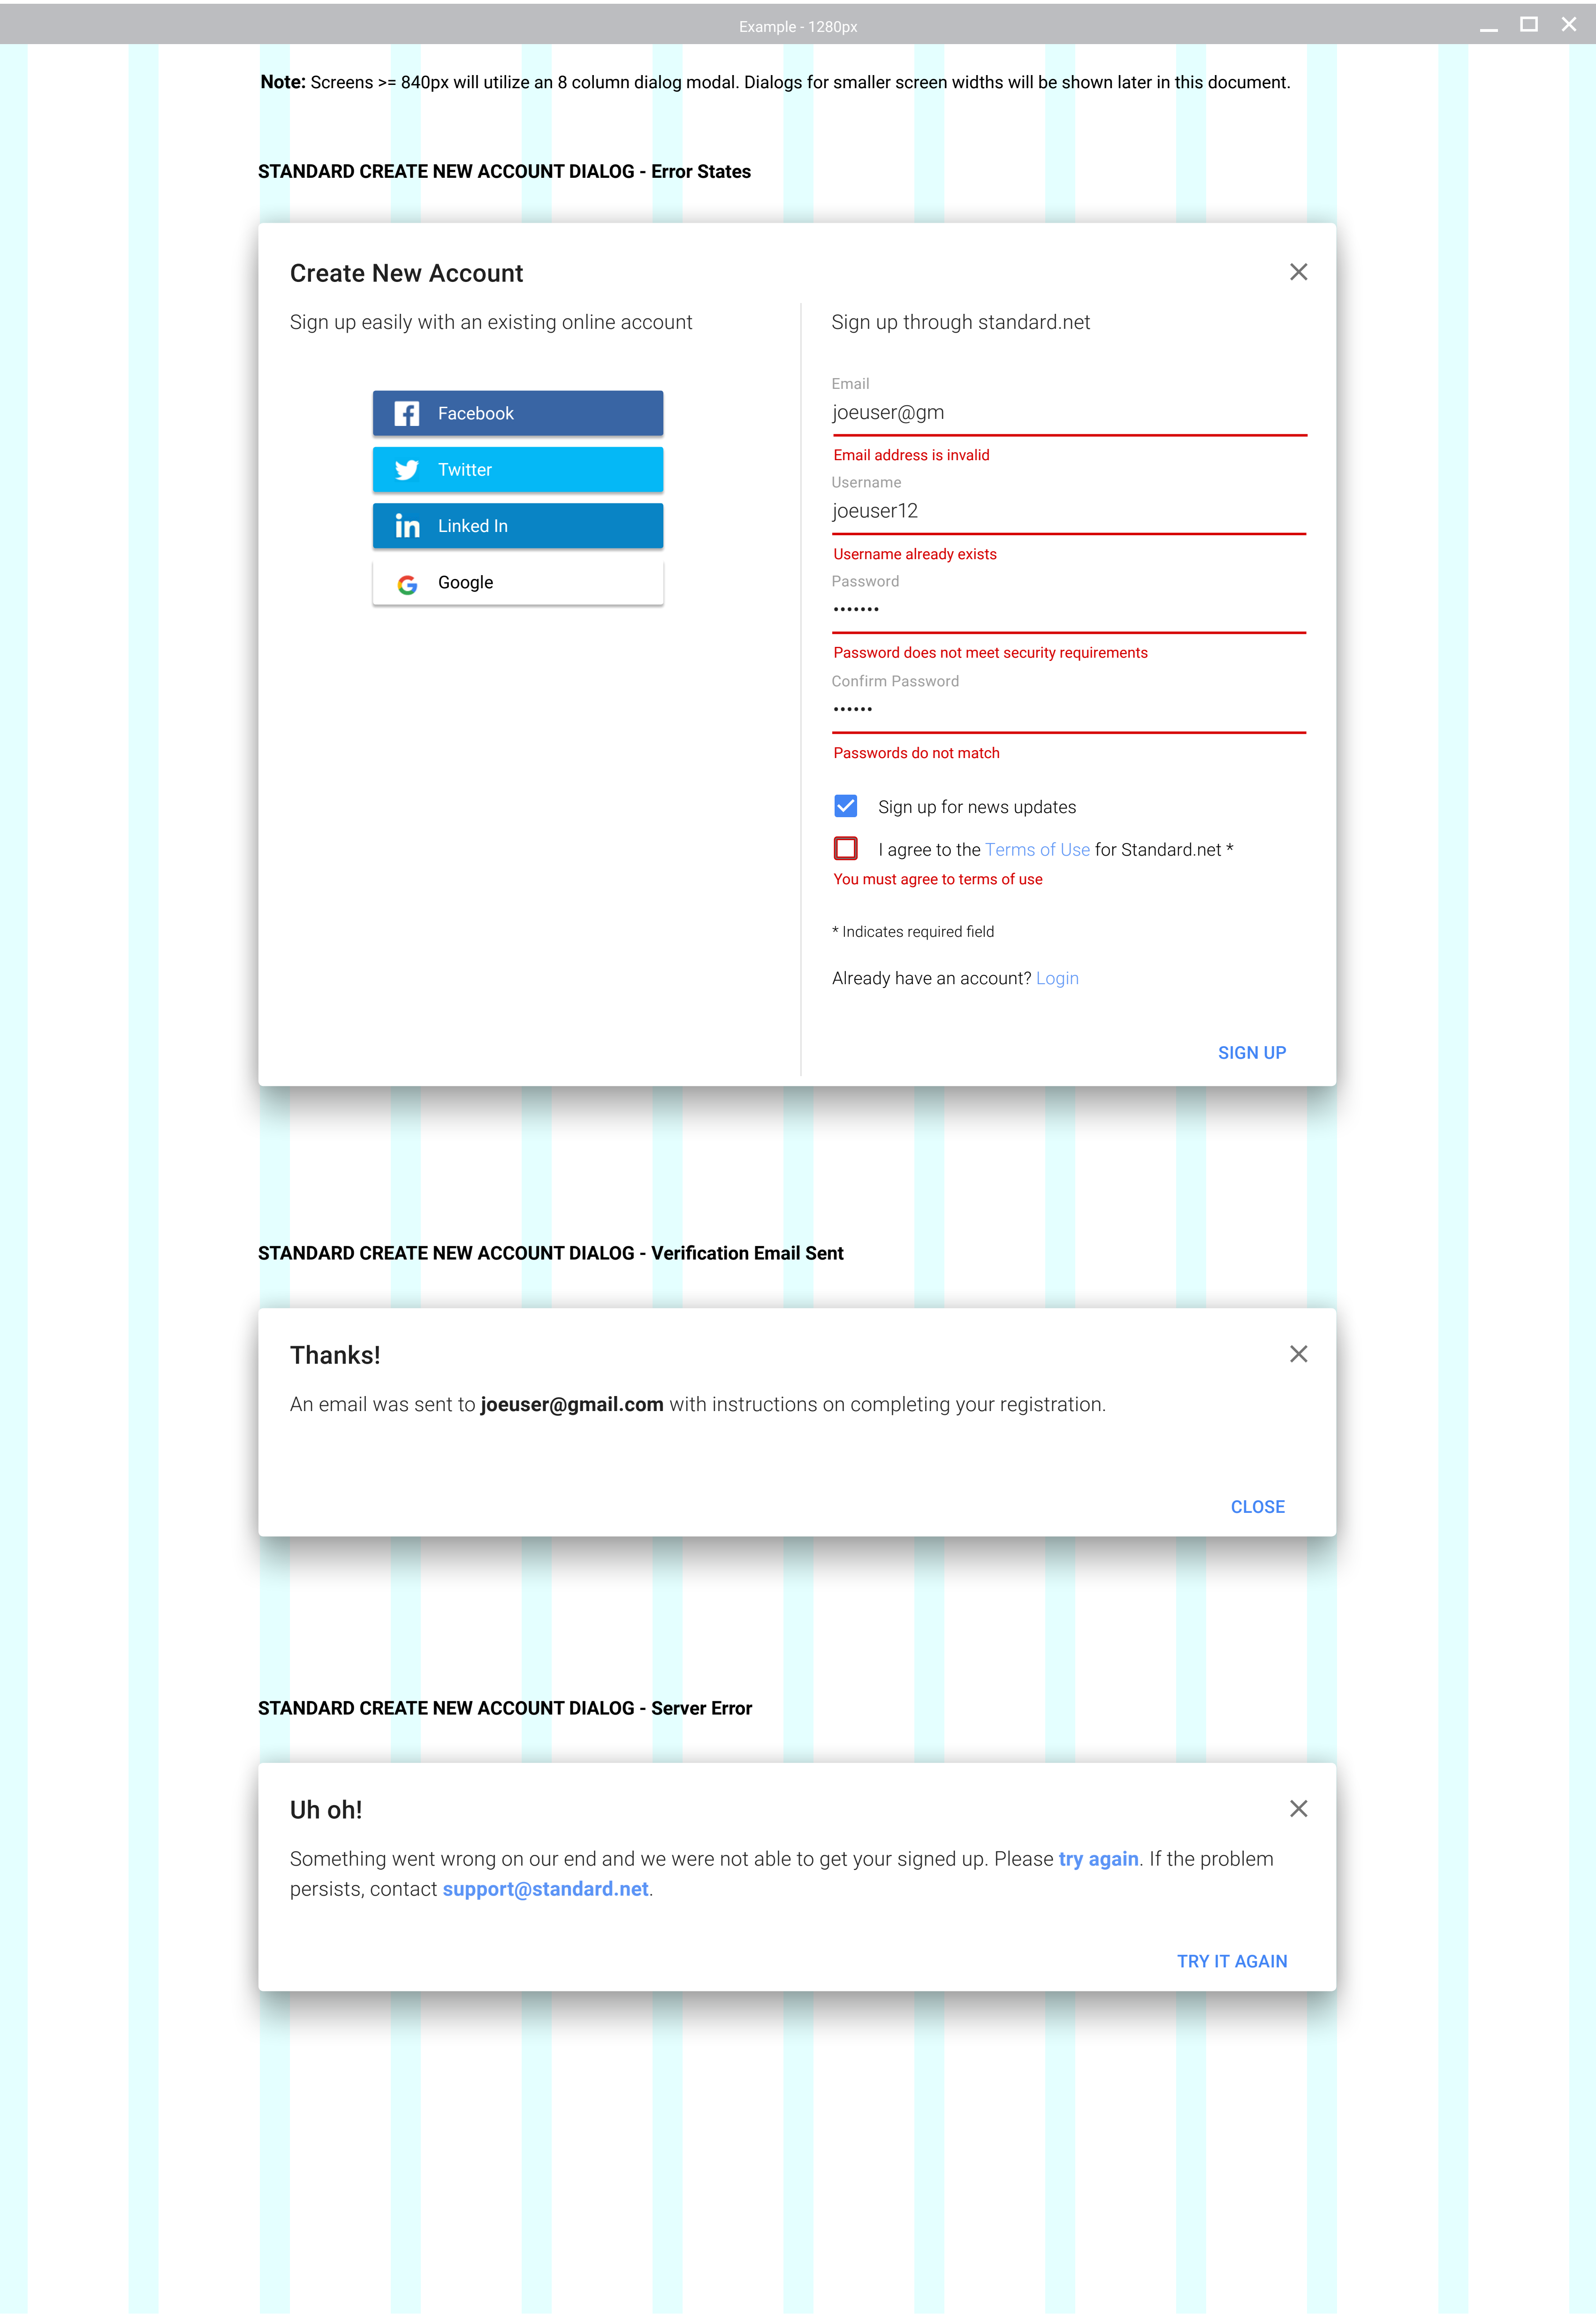 Example - 1280px
Note: Screens >= 840px will utilize an 8 column dialog modal. Dialogs for smaller screen widths will be shown later in this document.
STANDARD CREATE NEW ACCOUNT DIALOG - Error States
Create New Account
Sign up easily with an existing online account
Facebook
Twitter
Linked In
Google
Sign up through standard.net
Email
joeuser@gm
Email address is invalid
Username
joeuser12
Username already exists
Password
•••••••
Password does not meet security requirements
Confirm Password
••••••
Passwords do not match
Sign up for news updates
I agree to the Terms of Use for Standard.net *
You must agree to terms of use
* Indicates required field
Already have an account? Login
SIGN UP
STANDARD CREATE NEW ACCOUNT DIALOG - Verification Email Sent
Thanks!
An email was sent to joeuser@gmail.com with instructions on completing your registration.
CLOSE
STANDARD CREATE NEW ACCOUNT DIALOG - Server Error
Uh oh!
Something went wrong on our end and we were not able to get your signed up. Please try again. If the problem
persists, contact support@standard.net.
TRY IT AGAIN